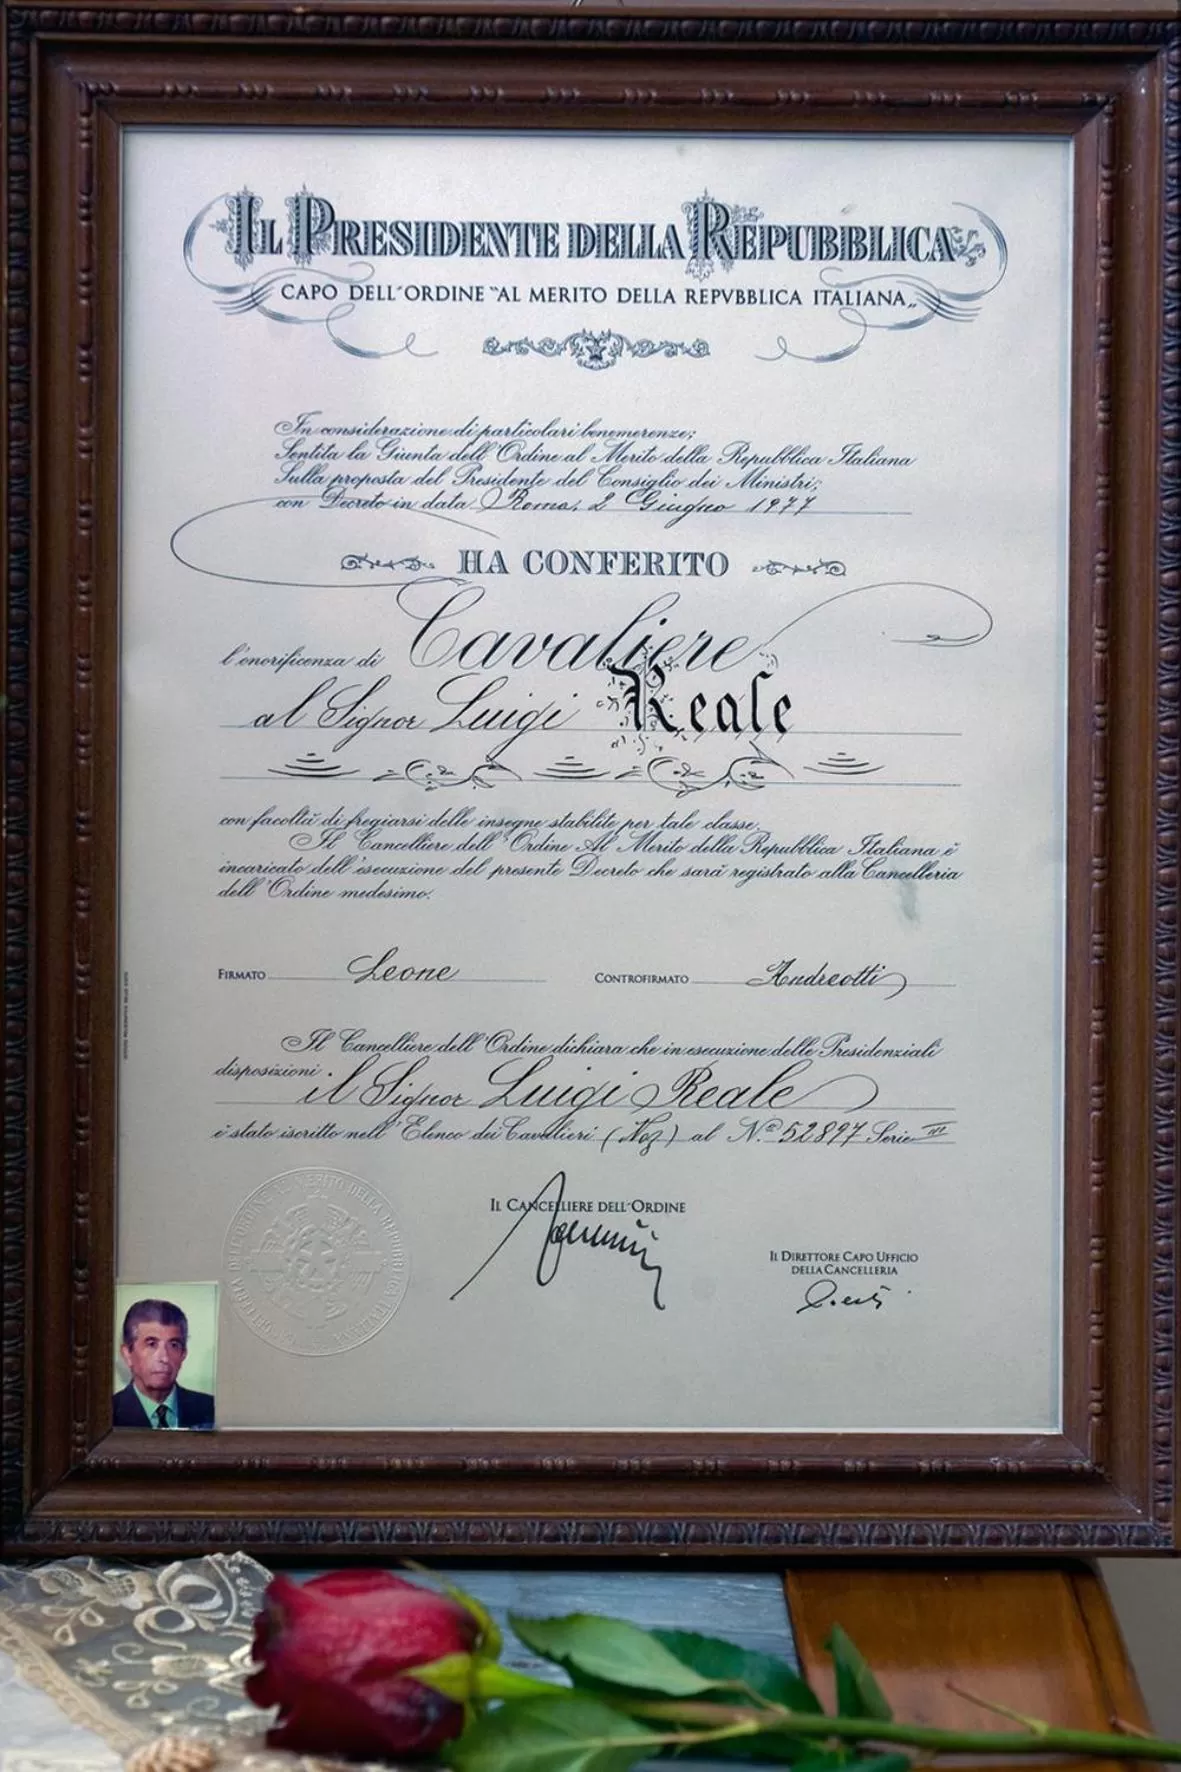 IL PRESIDENTE DELLA REPUBBLICA
CAPO DELL'ORDINE "AL MERITO DELLA REPVBBLICA ITALIANA„
In considerazione di particolari benemerenze;
Sentita la Giunta dell'Ordine al Merito della Repubblica Italiana
Sulla proposta del Presidente del Consiglio dei Ministri;
con Decreto in data Roma, 2 Giugno 1977
HA CONFERITO
l'onorificenza di Cavaliere
al Signor Luigi Reale
con facoltà di fregiarsi delle insegne stabilite per tale classe.
Il Cancelliere dell'Ordine Al Merito della Repubblica Italiana è
incaricato dell'esecuzione del presente Decreto che sarà registrato alla Cancelleria
dell'Ordine medesimo.
FIRMATO Leone CONTROFIRMATO Andreotti
Il Cancelliere dell'Ordine dichiara che in esecuzione delle Presidenziali
disposizioni il Signor Luigi Reale
è stato iscritto nell'Elenco dei Cavalieri (Naz) al N.º 52897 Serie III
IL CANCELLIERE DELL'ORDINE
IL DIRETTORE CAPO UFFICIO
DELLA CANCELLERIA